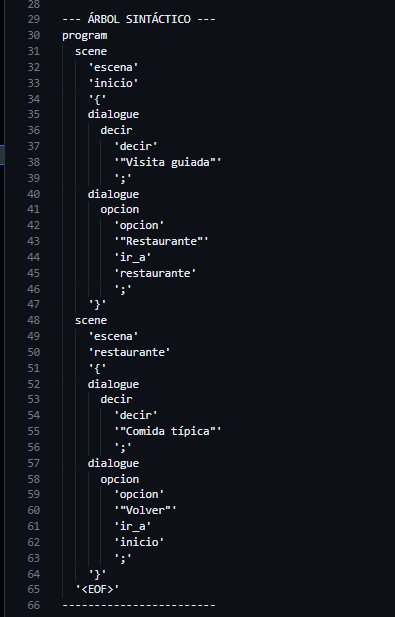 28
29 --- ÁRBOL SINTÁCTICO ---
30 program
31   scene
32     'escena'
33     'inicio'
34     '{'
35     dialogue
36       decir
37         'decir'
38         '"Visita guiada"'
39         ';'
40     dialogue
41       opcion
42         'opcion'
43         '"Restaurante"'
44         'ir_a'
45         'restaurante'
46         ';'
47     '}'
48   scene
49     'escena'
50     'restaurante'
51     '{'
52     dialogue
53       decir
54         'decir'
55         '"Comida típica"'
56         ';'
57     dialogue
58       opcion
59         'opcion'
60         '"Volver"'
61         'ir_a'
62         'inicio'
63         ';'
64     '}'
65   '<EOF>'
66 ------------------------